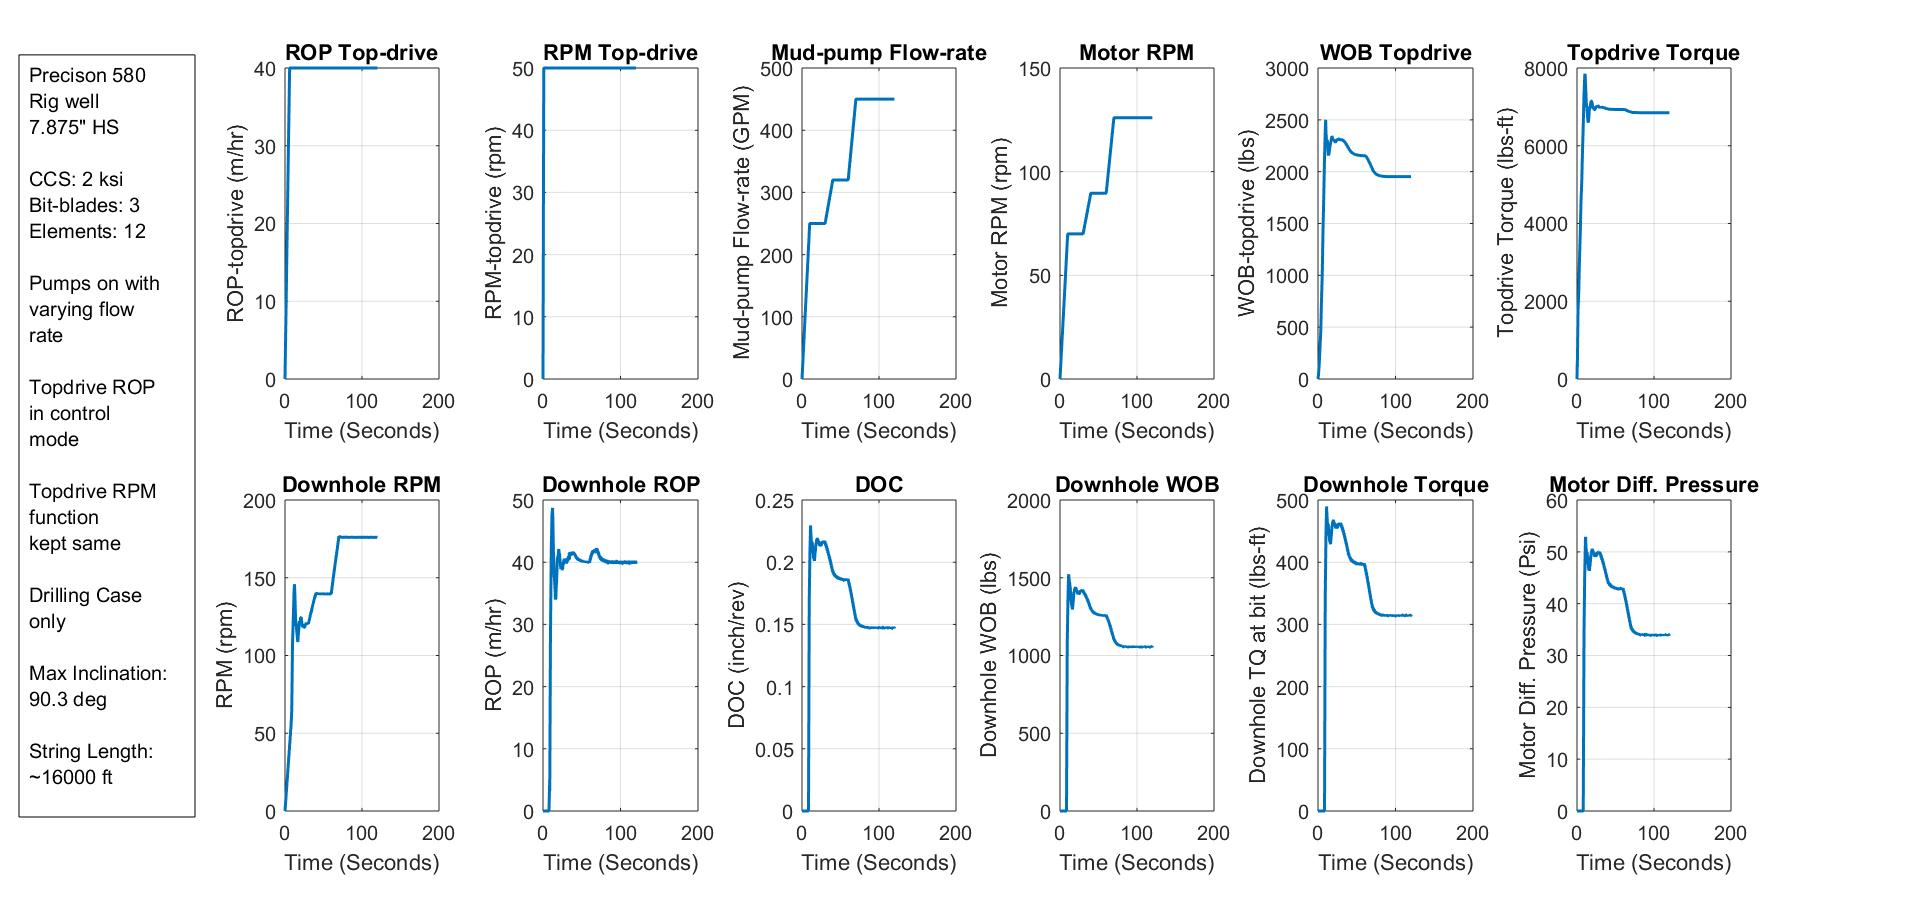 Precison 580
Rig well
7.875" HS
CCS: 2 ksi
Bit-blades: 3
Elements: 12
Pumps on with
varying flow
rate
Topdrive ROP
in control
mode
Topdrive RPM
function
kept same
Drilling Case
only
Max Inclination:
90.3 deg
String Length:
~16000 ft
ROP Top-drive
ROP-topdrive (m/hr)
40
30
20
10
0
0 100 200
Time (Seconds)
RPM Top-drive
RPM-topdrive (rpm)
50
40
30
20
10
0
0 100 200
Time (Seconds)
Mud-pump Flow-rate
Mud-pump Flow-rate (GPM)
500
400
300
200
100
0
0 100 200
Time (Seconds)
Motor RPM
Motor RPM (rpm)
150
100
50
0
0 100 200
Time (Seconds)
WOB Topdrive
WOB-topdrive (lbs)
3000
2500
2000
1500
1000
500
0
0 100 200
Time (Seconds)
Topdrive Torque
Topdrive Torque (lbs-ft)
8000
6000
4000
2000
0
0 100 200
Time (Seconds)
Downhole RPM
RPM (rpm)
200
150
100
50
0
0 100 200
Time (Seconds)
Downhole ROP
ROP (m/hr)
50
40
30
20
10
0
0 100 200
Time (Seconds)
DOC
DOC (inch/rev)
0.25
0.2
0.15
0.1
0.05
0
0 100 200
Time (Seconds)
Downhole WOB
Downhole WOB (lbs)
2000
1500
1000
500
0
0 100 200
Time (Seconds)
Downhole Torque
Downhole TQ at bit (lbs-ft)
500
400
300
200
100
0
0 100 200
Time (Seconds)
Motor Diff. Pressure
Motor Diff. Pressure (Psi)
60
50
40
30
20
10
0
0 100 200
Time (Seconds)